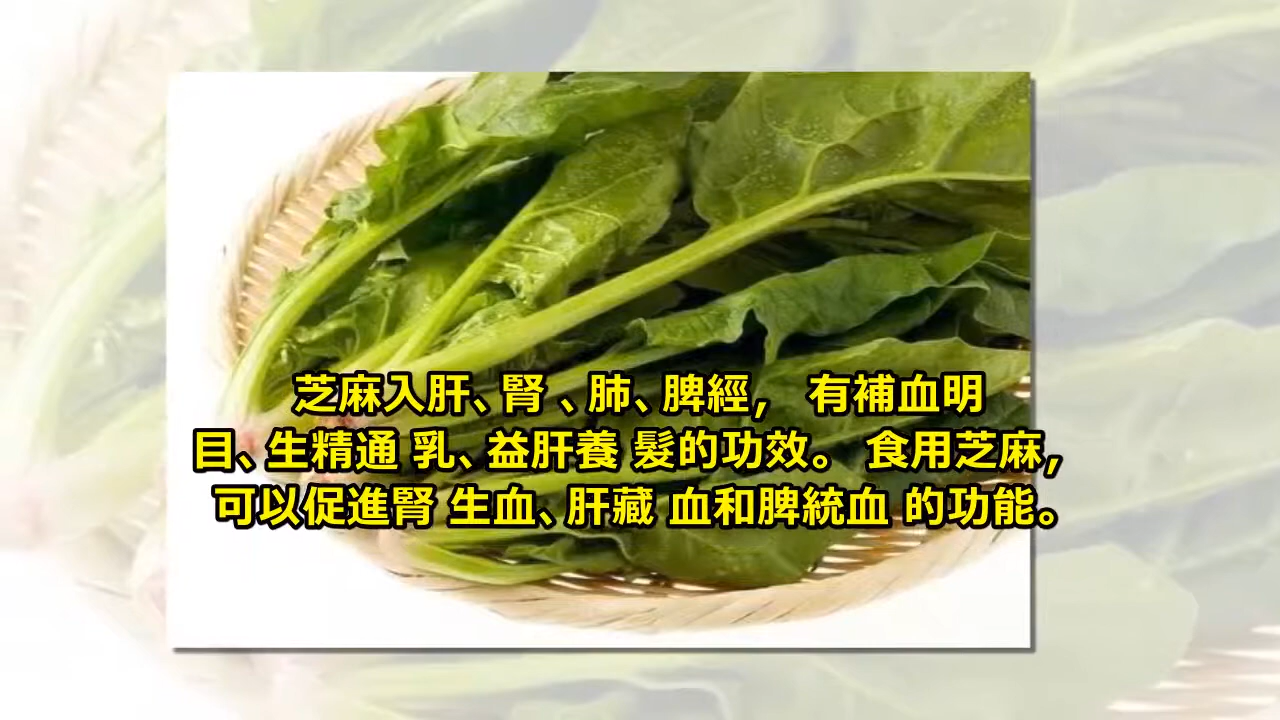 芝麻入肝、腎 、肺、脾經， 有補血明
目、生精通 乳、益肝養 髮的功效。 食用芝麻，
可以促進腎 生血、肝藏 血和脾統血 的功能。